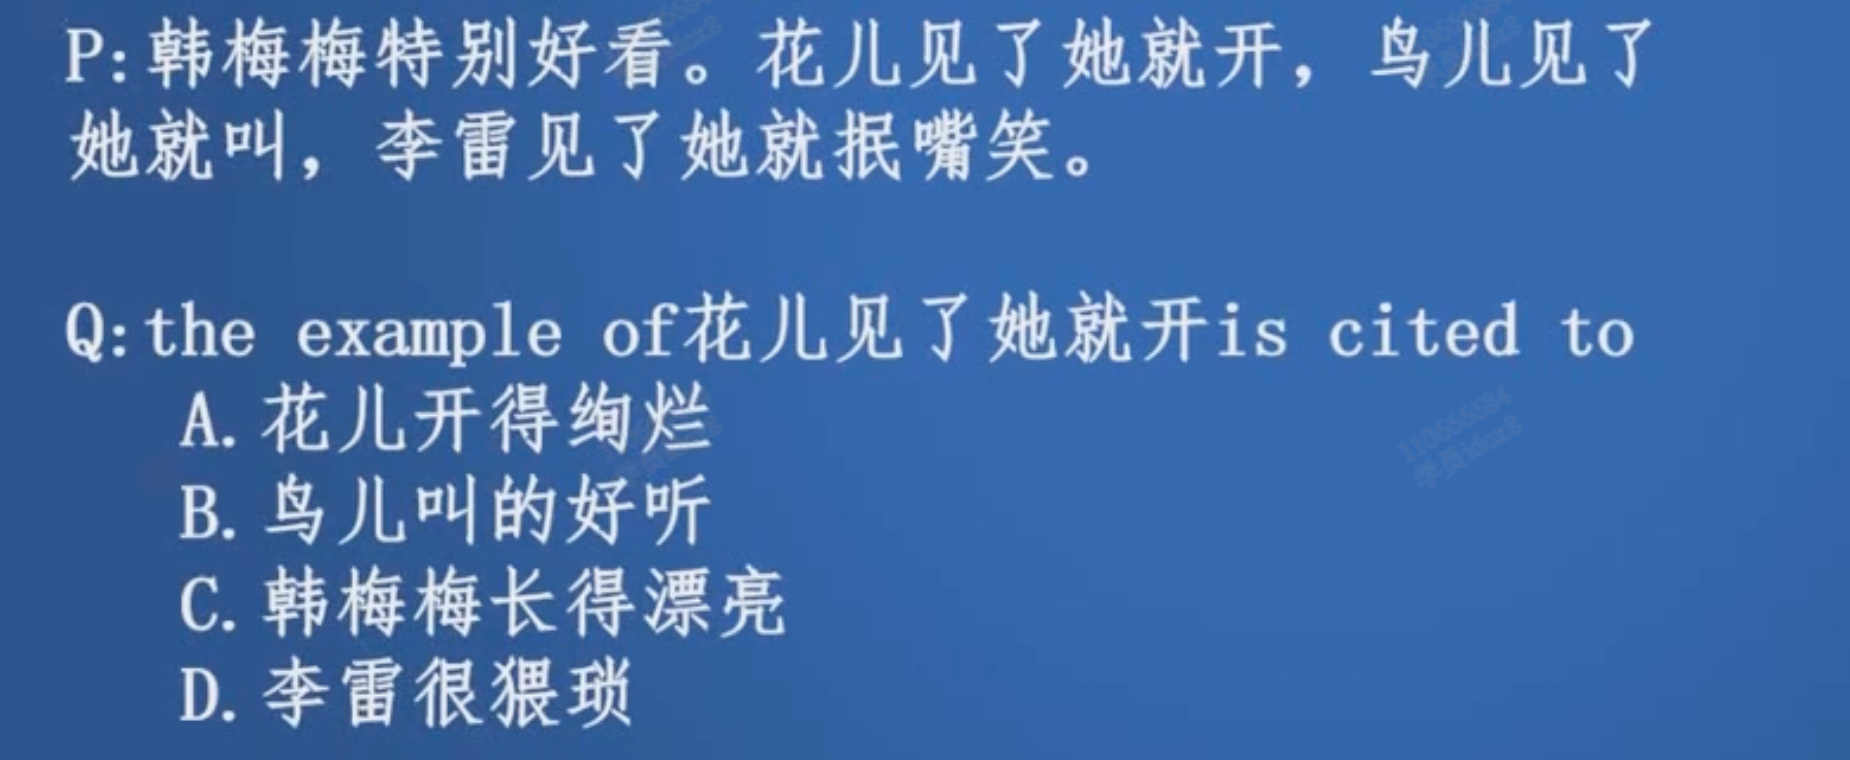 P:韩梅梅特别好看。花儿见了她就开，鸟儿见了
她就叫，李雷见了她就抿嘴笑。
Q:the example of花儿见了她就开is cited to
A.花儿开得绚烂
B.鸟儿叫的好听
C.韩梅梅长得漂亮
D.李雷很猥琐